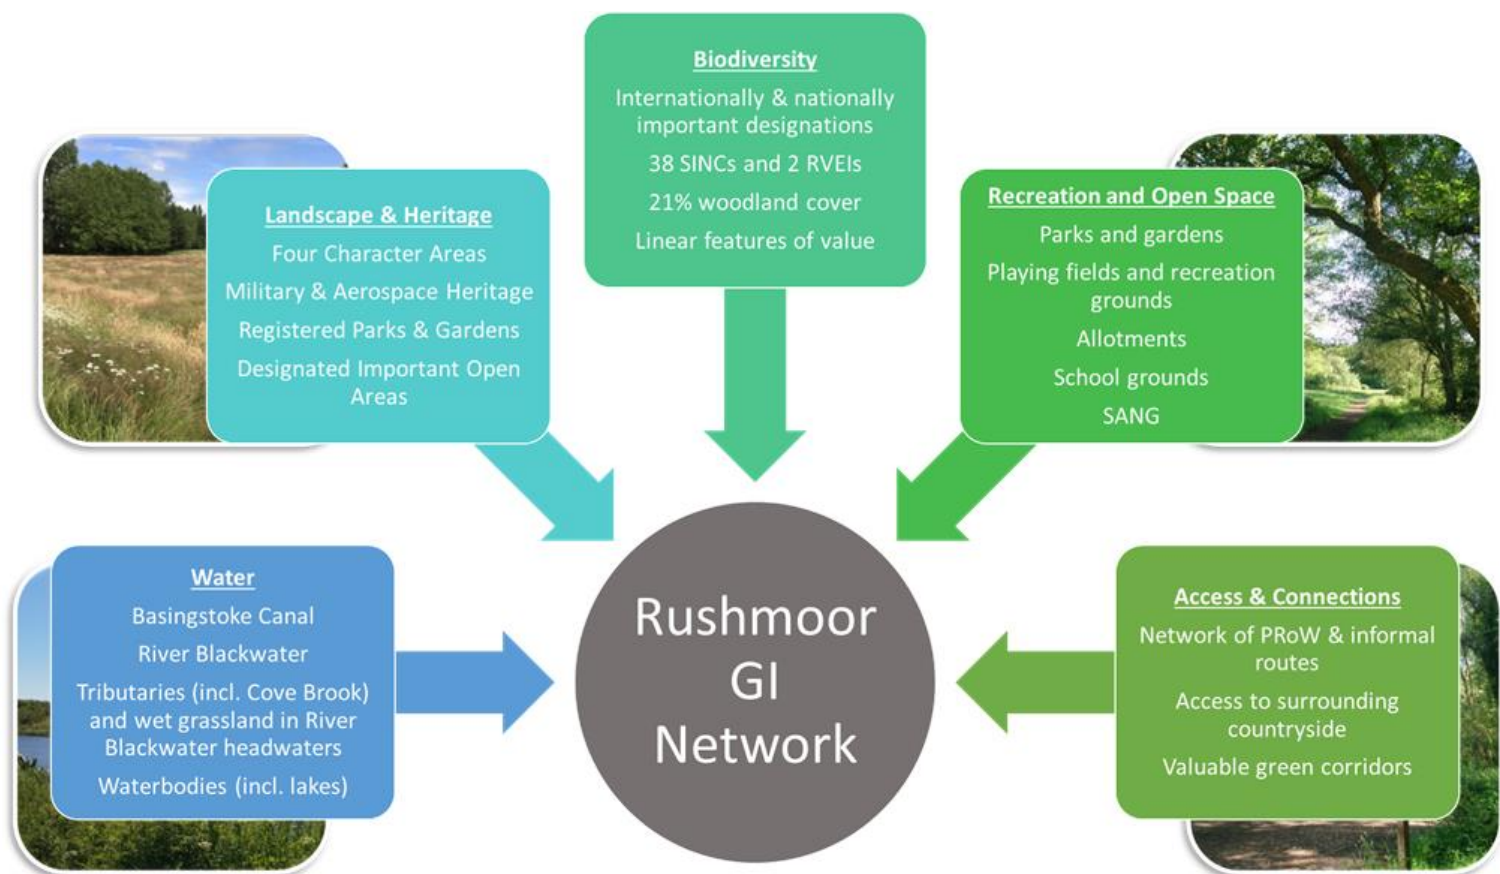 Biodiversity
Internationally & nationally
important designations
38 SINCs and 2 RVEIs
21% woodland cover
Linear features of value
Landscape & Heritage
Four Character Areas
Military & Aerospace Heritage
Registered Parks & Gardens
Designated Important Open
Areas
Recreation and Open Space
Parks and gardens
Playing fields and recreation
grounds
Allotments
School grounds
SANG
Water
Basingstoke Canal
River Blackwater
Tributaries (incl. Cove Brook)
and wet grassland in River
Blackwater headwaters
Waterbodies (incl. lakes)
Rushmoor
GI
Network
Access & Connections
Network of PRoW & informal
routes
Access to surrounding
countryside
Valuable green corridors